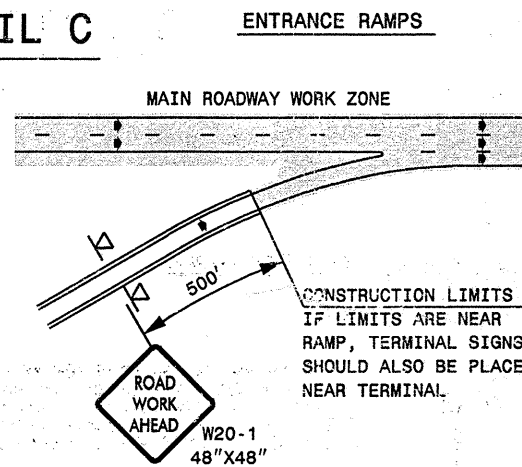 IL C
ENTRANCE RAMPS
MAIN ROADWAY WORK ZONE
500'
CONSTRUCTION LIMITS
IF LIMITS ARE NEAR
RAMP, TERMINAL SIGNS
SHOULD ALSO BE PLACE
NEAR TERMINAL
ROAD
WORK
AHEAD
W20-1
48"X48"